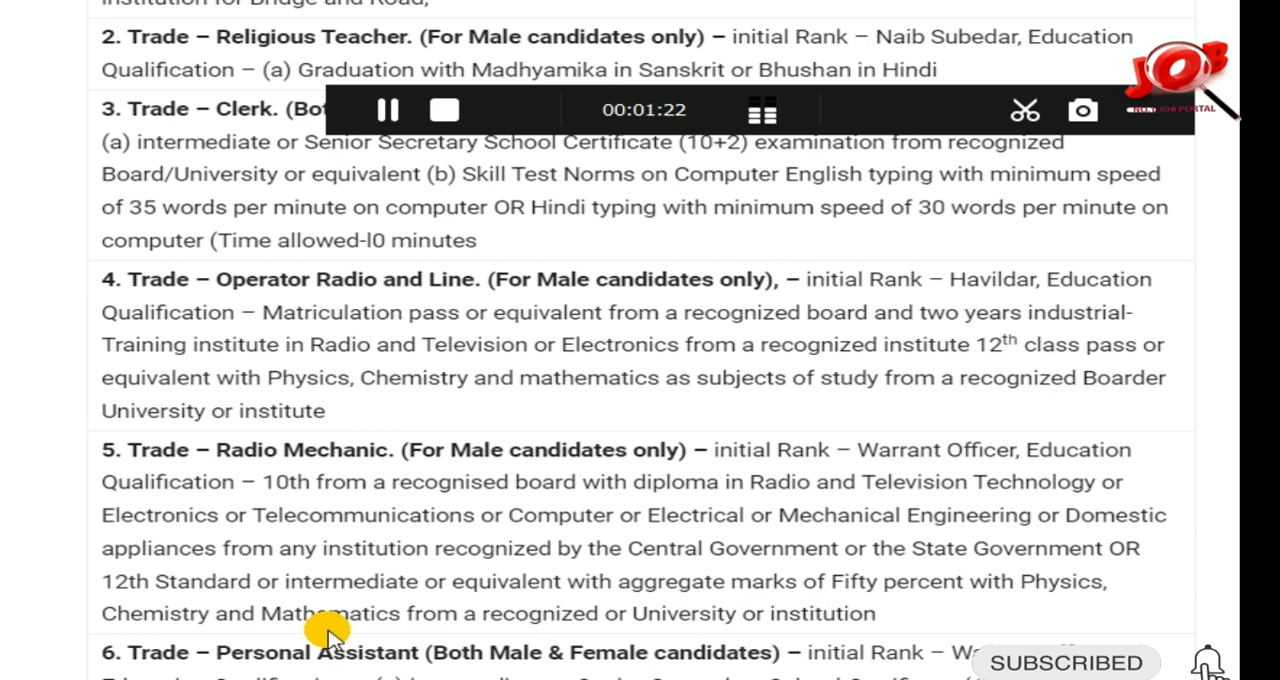 institution for Bridge and Road,
2. Trade – Religious Teacher. (For Male candidates only) – initial Rank – Naib Subedar, Education
Qualification – (a) Graduation with Madhyamika in Sanskrit or Bhushan in Hindi
JOB
NO.1 JOB PORTAL
3. Trade – Clerk. (Bot
00:01:22
(a) intermediate or Senior Secretary School Certificate (10+2) examination from recognized
Board/University or equivalent (b) Skill Test Norms on Computer English typing with minimum speed
of 35 words per minute on computer OR Hindi typing with minimum speed of 30 words per minute on
computer (Time allowed-l0 minutes
4. Trade – Operator Radio and Line. (For Male candidates only), – initial Rank – Havildar, Education
Qualification – Matriculation pass or equivalent from a recognized board and two years industrial-
Training institute in Radio and Television or Electronics from a recognized institute 12th class pass or
equivalent with Physics, Chemistry and mathematics as subjects of study from a recognized Boarder
University or institute
5. Trade – Radio Mechanic. (For Male candidates only) – initial Rank – Warrant Officer, Education
Qualification – 10th from a recognised board with diploma in Radio and Television Technology or
Electronics or Telecommunications or Computer or Electrical or Mechanical Engineering or Domestic
appliances from any institution recognized by the Central Government or the State Government OR
12th Standard or intermediate or equivalent with aggregate marks of Fifty percent with Physics,
Chemistry and Mathematics from a recognized or University or institution
6. Trade – Personal Assistant (Both Male & Female candidates) – initial Rank –
SUBSCRIBED